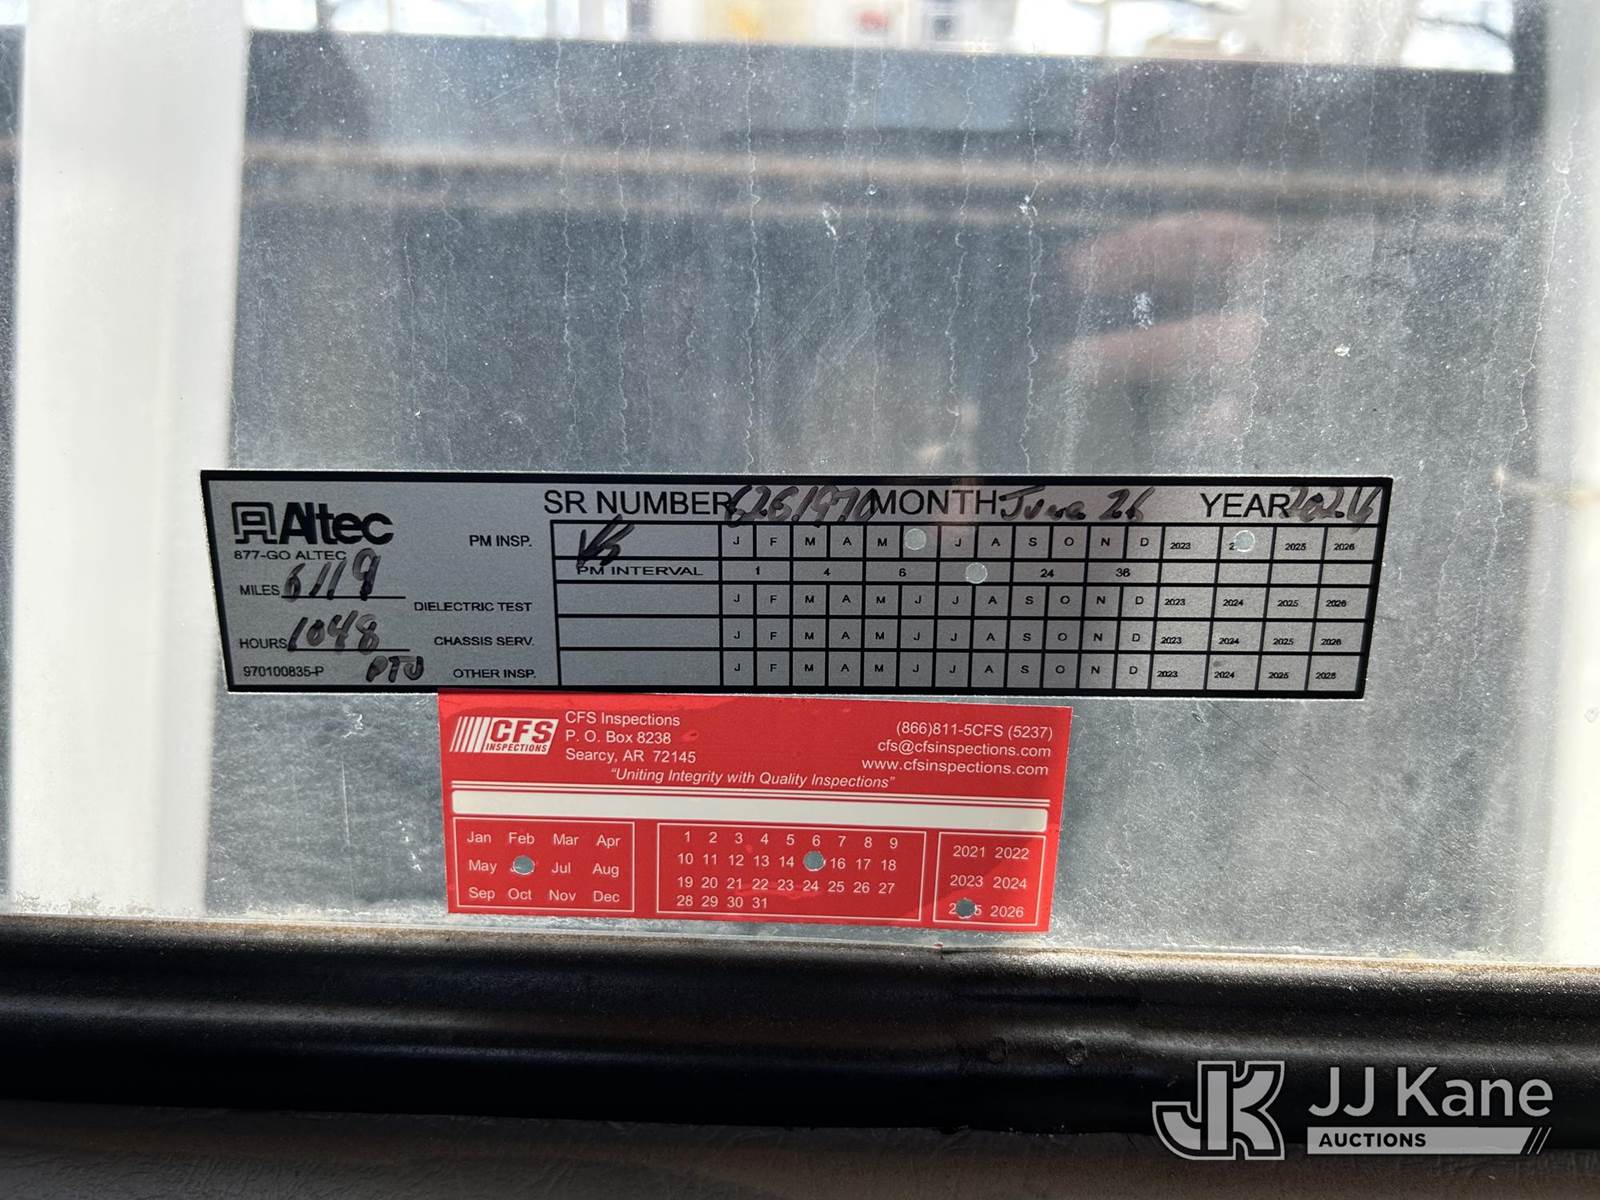 Altec
877-GO ALTEC
MILES 6119
HOURS 1048
970100835-P PTO
SR NUMBER 6261970 MONTH June 26 YEAR 2024
PM INSP. J F M A M J A S O N D 2023 2025 2026
PM INTERVAL 1 4 6 24 36
DIELECTRIC TEST J F M A M J J A S O N D 2023 2024 2025 2026
CHASSIS SERV. J F M A M J J A S O N D 2023 2024 2025 2026
OTHER INSP. J F M A M J J A S O N D 2023 2024 2025 2026
CFS INSPECTIONS
CFS Inspections
P. O. Box 8238
Searcy, AR 72145
(866)811-5CFS (5237)
cfs@cfsinspections.com
www.cfsinspections.com
"Uniting Integrity with Quality Inspections"
Jan Feb Mar Apr
May Jul Aug
Sep Oct Nov Dec
1 2 3 4 5 6 7 8 9
10 11 12 13 14 16 17 18
19 20 21 22 23 24 25 26 27
28 29 30 31
2021 2022
2023 2024
2026
JJ Kane
AUCTIONS